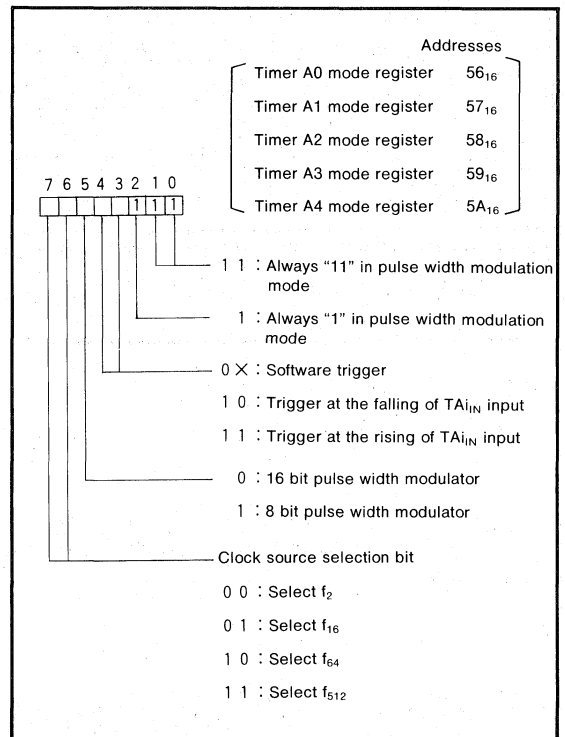 Addresses
Timer A0 mode register 56₁₆
Timer A1 mode register 57₁₆
Timer A2 mode register 58₁₆
Timer A3 mode register 59₁₆
Timer A4 mode register 5A₁₆
7 6 5 4 3 2 1 0
1 1 1
1 1 : Always "11" in pulse width modulation
mode
1 : Always "1" in pulse width modulation
mode
0 X : Software trigger
1 0 : Trigger at the falling of TAiIN input
1 1 : Trigger at the rising of TAiIN input
0 : 16 bit pulse width modulator
1 : 8 bit pulse width modulator
Clock source selection bit
0 0 : Select f₂
0 1 : Select f₁₆
1 0 : Select f₆₄
1 1 : Select f₅₁₂